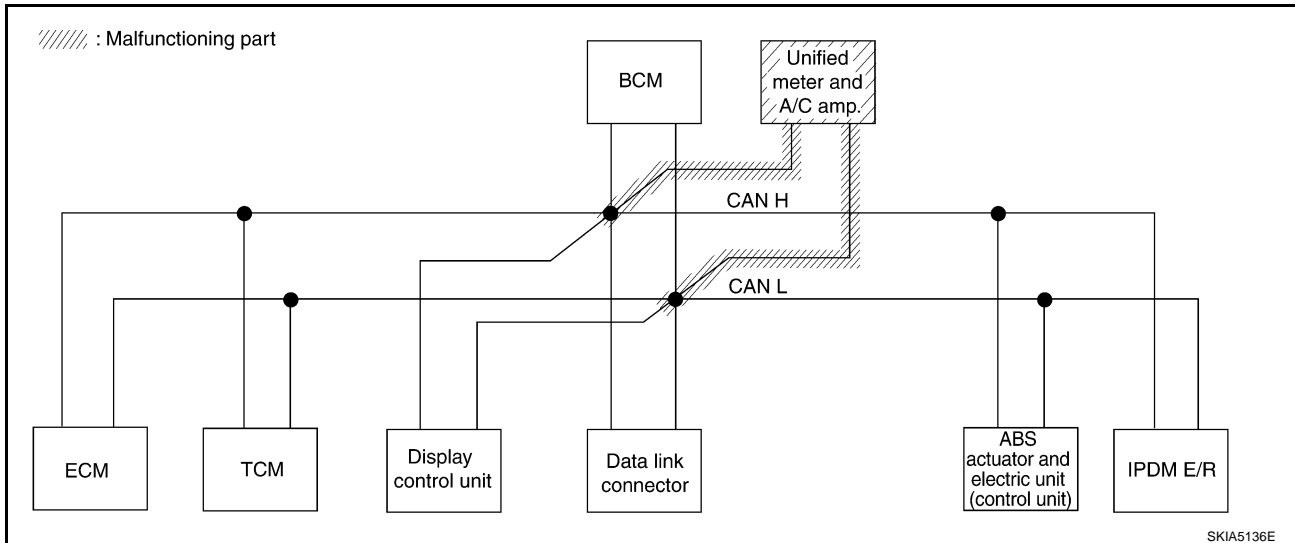 : Malfunctioning part
BCM
Unified
meter and
A/C amp.
CAN H
CAN L
ECM
TCM
Display
control unit
Data link
connector
ABS
actuator and
electric unit
(control unit)
IPDM E/R
SKIA5136E